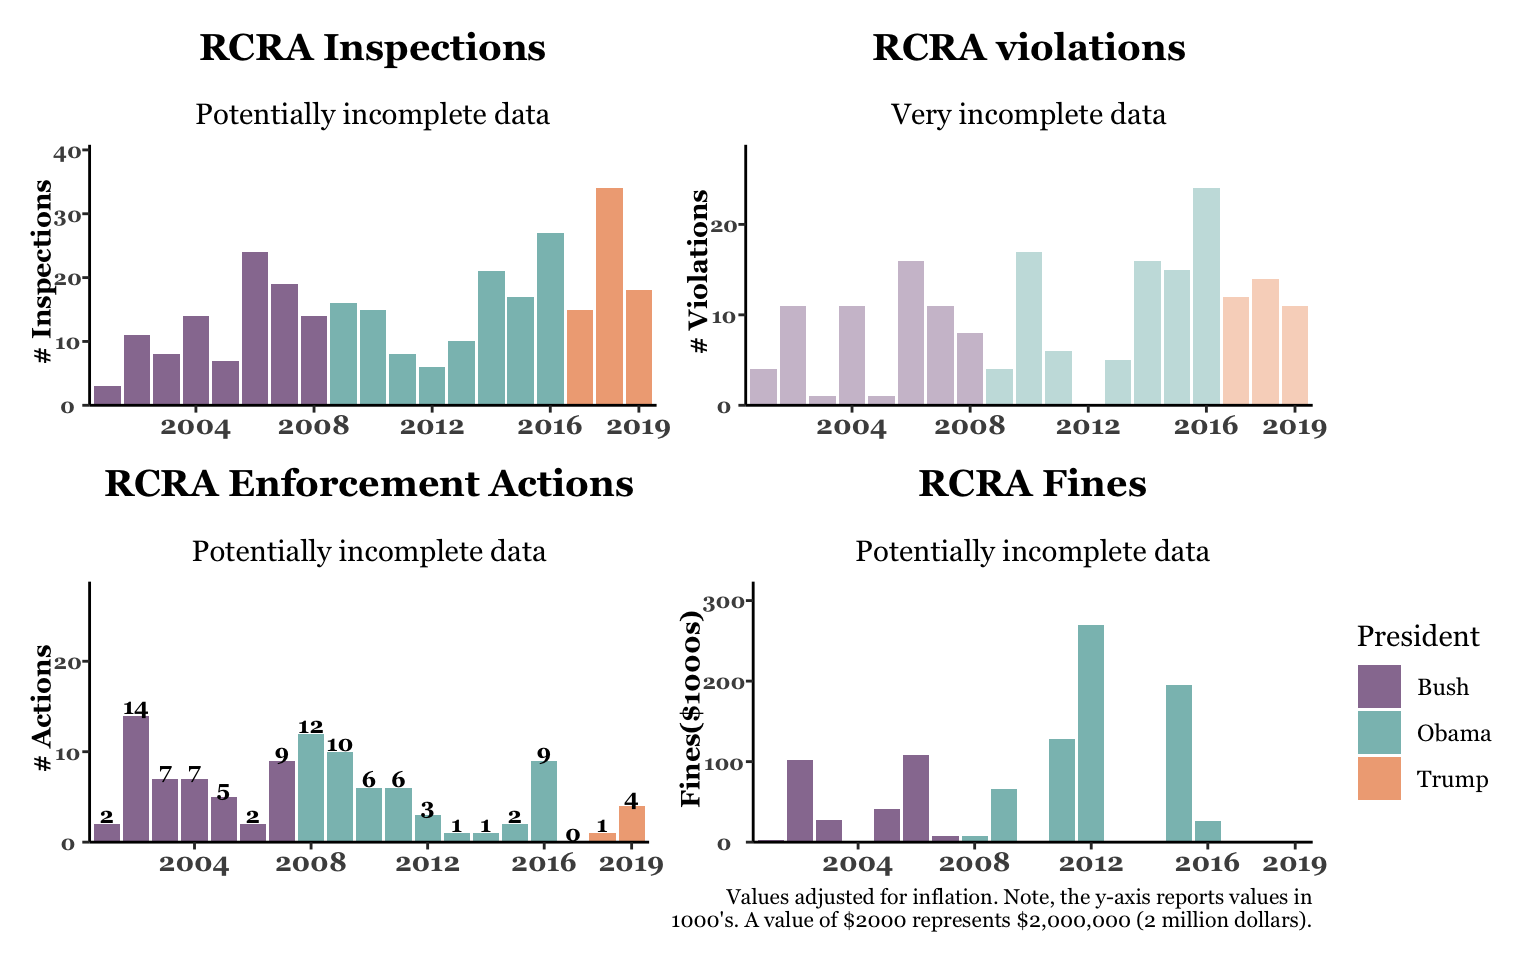 RCRA Inspections
Potentially incomplete data
# Inspections
40
30
20
10
0
2004 2008 2012 2016 2019
RCRA violations
Very incomplete data
# Violations
20
10
0
2004 2008 2012 2016 2019
RCRA Enforcement Actions
Potentially incomplete data
# Actions
20
10
0
2 14 7 7 5 2 9 12 10 6 6 3 1 1 2 9 0 1 4
2004 2008 2012 2016 2019
RCRA Fines
Potentially incomplete data
Fines($1000s)
300
200
100
0
2004 2008 2012 2016 2019
President
Bush
Obama
Trump
Values adjusted for inflation. Note, the y-axis reports values in
1000's. A value of $2000 represents $2,000,000 (2 million dollars).